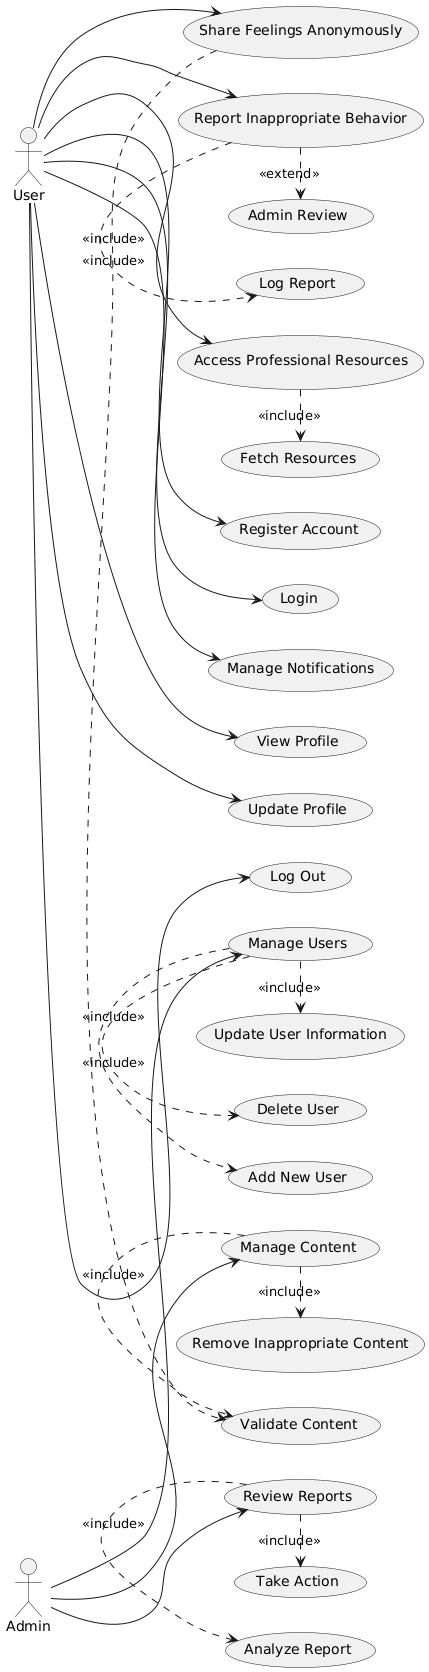 Share Feelings Anonymously
Report Inappropriate Behavior
«extend»
User
Admin Review
«include»
«include»
Log Report
Access Professional Resources
«include»
Fetch Resources
Register Account
Login
Manage Notifications
View Profile
Update Profile
Log Out
Manage Users
«include»
«include»
Update User Information
«include»
Delete User
Add New User
Manage Content
«include»
«include»
Remove Inappropriate Content
Validate Content
Review Reports
«include»
«include»
Take Action
Admin
Analyze Report